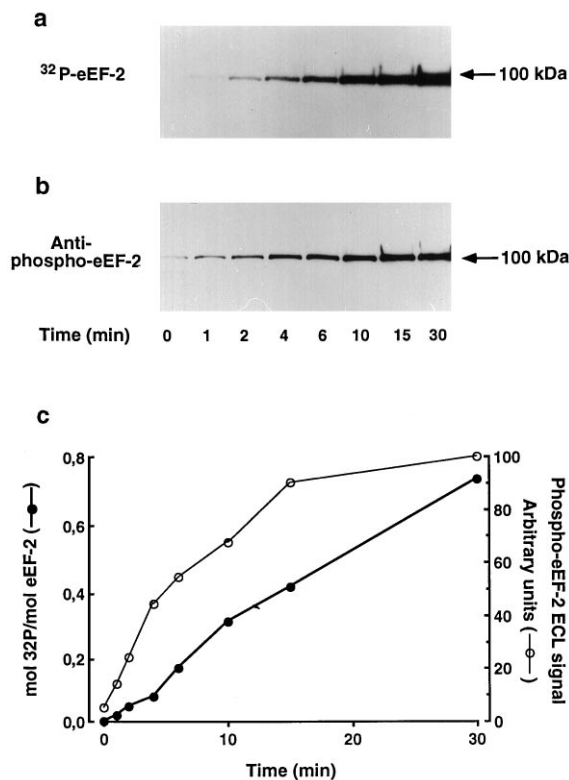 a
32P-eEF-2
100 kDa
b
Anti-
phospho-eEF-2
100 kDa
Time (min) 0 1 2 4 6 10 15 30
c
mol 32P/mol eEF-2 (—●—)
0,8
0,6
0,4
0,2
0,0
100
80
60
40
20
0
Phospho-eEF-2 ECL signal
Arbitrary units (—○—)
0 10 20 30
Time (min)